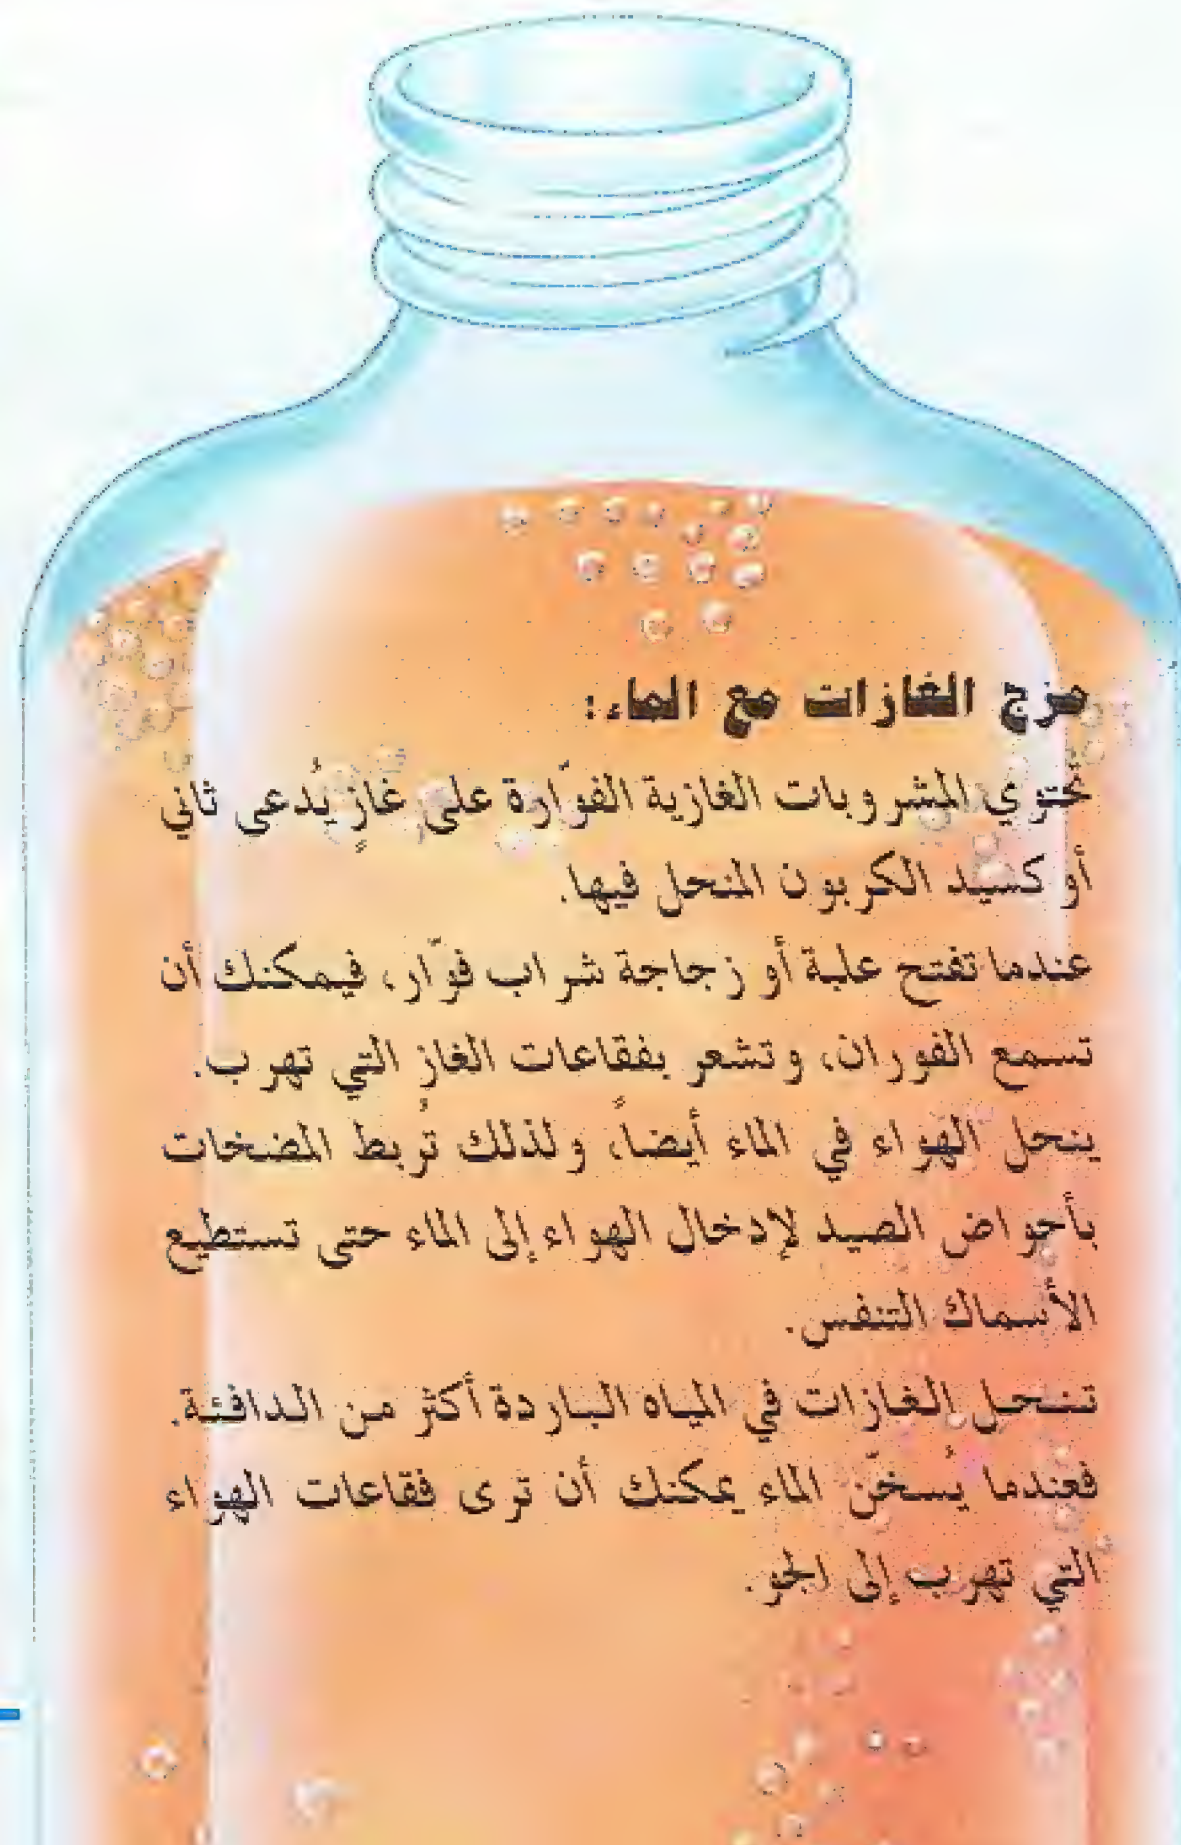 مزج الغازات مع الماء:
تحتوي المشروبات الغازية الفوّارة على غازٍ يُدعى ثاني
أوكسيد الكربون المنحل فيها.
عندما تفتح علبة أو زجاجة شراب فوّار، فيمكنك أن
تسمع الفوران، وتشعر بفقاعات الغاز التي تهرب.
ينحل الهواء في الماء أيضاً، ولذلك تُربط المضخات
بأحواض الصيد لإدخال الهواء إلى الماء حتى تستطيع
الأسماك التنفس.
تنحل الغازات في المياه الباردة أكثر من الدافئة.
فعندما يُسخّن الماء يمكنك أن ترى فقاعات الهواء
التي تهرب إلى الجو.